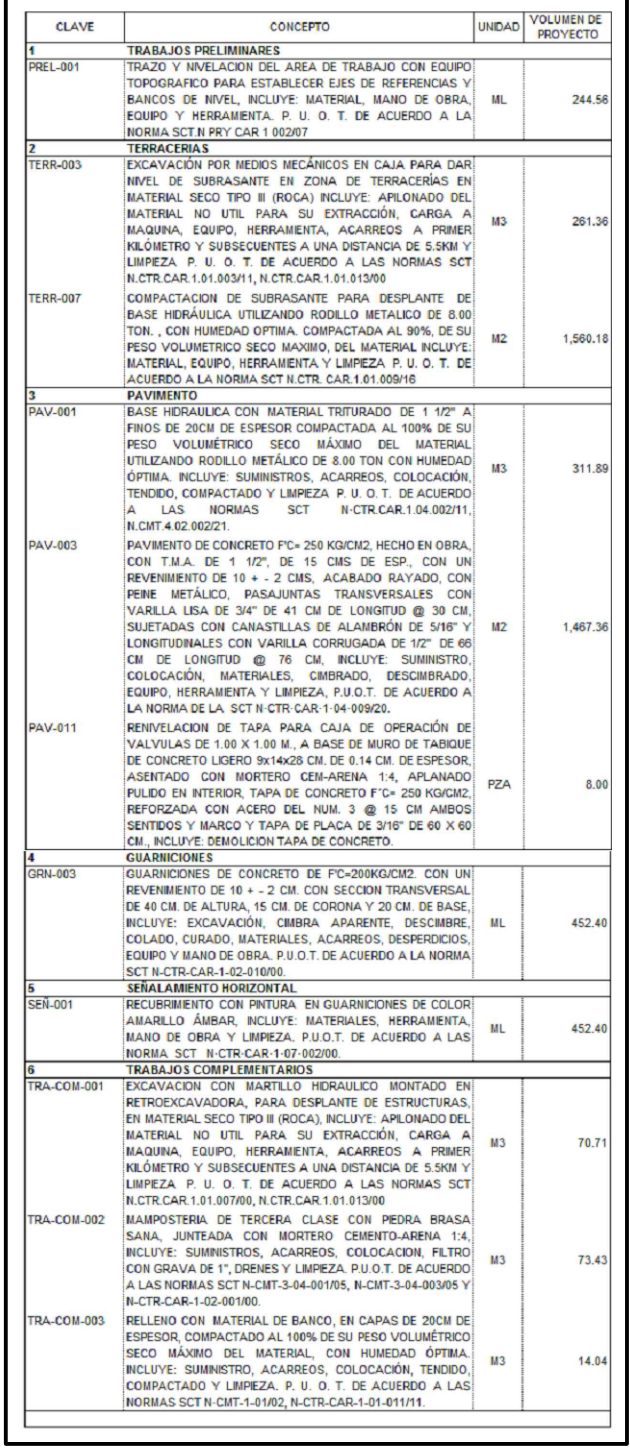 CLAVE CONCEPTO UNIDAD VOLUMEN DE PROYECTO
1 TRABAJOS PRELIMINARES
PREL-001 TRAZO Y NIVELACION DEL AREA DE TRABAJO CON EQUIPO
TOPOGRAFICO PARA ESTABLECER EJES DE REFERENCIAS Y
BANCOS DE NIVEL, INCLUYE: MATERIAL, MANO DE OBRA, ML 244.56
EQUIPO Y HERRAMIENTA. P. U. O. T. DE ACUERDO A LA
NORMA SCT.N PRY CAR 1 002/07
2 TERRACERIAS
TERR-003 EXCAVACIÓN POR MEDIOS MECÁNICOS EN CAJA PARA DAR
NIVEL DE SUBRASANTE EN ZONA DE TERRACERÍAS EN
MATERIAL SECO TIPO III (ROCA) INCLUYE: APILONADO DEL
MATERIAL NO UTIL PARA SU EXTRACCIÓN, CARGA A
MAQUINA, EQUIPO, HERRAMIENTA, ACARREOS A PRIMER M3 261.36
KILÓMETRO Y SUBSECUENTES A UNA DISTANCIA DE 5.5KM Y
LIMPIEZA. P. U. O. T. DE ACUERDO A LAS NORMAS SCT
N.CTR.CAR.1.01.003/11, N.CTR.CAR.1.01.013/00
TERR-007 COMPACTACION DE SUBRASANTE PARA DESPLANTE DE
BASE HIDRÁULICA UTILIZANDO RODILLO METALICO DE 8.00
TON. , CON HUMEDAD OPTIMA. COMPACTADA AL 90%, DE SU
PESO VOLUMETRICO SECO MAXIMO, DEL MATERIAL INCLUYE: M2 1,560.18
MATERIAL, EQUIPO, HERRAMIENTA Y LIMPIEZA. P. U. O. T. DE
ACUERDO A LA NORMA SCT N.CTR. CAR.1.01.009/16
3 PAVIMENTO
PAV-001 BASE HIDRAULICA CON MATERIAL TRITURADO DE 1 1/2" A
FINOS DE 20CM DE ESPESOR COMPACTADA AL 100% DE SU
PESO VOLUMÉTRICO SECO MÁXIMO DEL MATERIAL
UTILIZANDO RODILLO METÁLICO DE 8.00 TON CON HUMEDAD M3 311.89
ÓPTIMA. INCLUYE: SUMINISTROS, ACARREOS, COLOCACIÓN,
TENDIDO, COMPACTADO Y LIMPIEZA. P. U. O. T. DE ACUERDO
A LAS NORMAS SCT N-CTR.CAR.1.04.002/11,
N.CMT.4.02.002/21.
PAV-003 PAVIMENTO DE CONCRETO F'C= 250 KG/CM2, HECHO EN OBRA,
CON T.M.A. DE 1 1/2", DE 15 CMS DE ESP., CON UN
REVENIMIENTO DE 10 + - 2 CMS, ACABADO RAYADO, CON
PEINE METÁLICO, PASAJUNTAS TRANSVERSALES CON
VARILLA LISA DE 3/4" DE 41 CM DE LONGITUD @ 30 CM,
SUJETADAS CON CANASTILLAS DE ALAMBRÓN DE 5/16" Y M2 1,467.36
LONGITUDINALES CON VARILLA CORRUGADA DE 1/2" DE 66
CM DE LONGITUD @ 76 CM, INCLUYE: SUMINISTRO,
COLOCACIÓN, MATERIALES, CIMBRADO, DESCIMBRADO,
EQUIPO, HERRAMIENTA Y LIMPIEZA, P.U.O.T. DE ACUERDO A
LA NORMA DE LA SCT N-CTR-CAR-1-04-009/20.
PAV-011 RENIVELACION DE TAPA PARA CAJA DE OPERACIÓN DE
VALVULAS DE 1.00 X 1.00 M., A BASE DE MURO DE TABIQUE
DE CONCRETO LIGERO 9x14x28 CM. DE 0.14 CM. DE ESPESOR,
ASENTADO CON MORTERO CEM-ARENA 1:4, APLANADO
PULIDO EN INTERIOR, TAPA DE CONCRETO F'C= 250 KG/CM2, PZA 8.00
REFORZADA CON ACERO DEL NUM. 3 @ 15 CM AMBOS
SENTIDOS Y MARCO Y TAPA DE PLACA DE 3/16" DE 60 X 60
CM., INCLUYE: DEMOLICION TAPA DE CONCRETO.
4 GUARNICIONES
GRN-003 GUARNICIONES DE CONCRETO DE F'C=200KG/CM2. CON UN
REVENIMIENTO DE 10 + - 2 CM. CON SECCION TRANSVERSAL
DE 40 CM. DE ALTURA, 15 CM. DE CORONA Y 20 CM. DE BASE,
INCLUYE: EXCAVACIÓN, CIMBRA APARENTE, DESCIMBRE, ML 452.40
COLADO, CURADO, MATERIALES, ACARREOS, DESPERDICIOS,
EQUIPO Y MANO DE OBRA. P.U.O.T. DE ACUERDO A LA NORMA
SCT N-CTR-CAR-1-02-010/00.
5 SEÑALAMIENTO HORIZONTAL
SEÑ-001 RECUBRIMIENTO CON PINTURA EN GUARNICIONES DE COLOR
AMARILLO ÁMBAR, INCLUYE: MATERIALES, HERRAMIENTA,
MANO DE OBRA Y LIMPIEZA. P.U.O.T. DE ACUERDO A LAS ML 452.40
NORMA SCT N-CTR-CAR-1-07-002/00.
6 TRABAJOS COMPLEMENTARIOS
TRA-COM-001 EXCAVACION CON MARTILLO HIDRAULICO MONTADO EN
RETROEXCAVADORA, PARA DESPLANTE DE ESTRUCTURAS,
EN MATERIAL SECO TIPO III (ROCA), INCLUYE: APILONADO DEL
MATERIAL NO UTIL PARA SU EXTRACCIÓN, CARGA A
MAQUINA, EQUIPO, HERRAMIENTA, ACARREOS A PRIMER M3 70.71
KILÓMETRO Y SUBSECUENTES A UNA DISTANCIA DE 5.5KM Y
LIMPIEZA. P. U. O. T. DE ACUERDO A LAS NORMAS SCT
N.CTR.CAR.1.01.007/00, N.CTR.CAR.1.01.013/00
TRA-COM-002 MAMPOSTERIA DE TERCERA CLASE CON PIEDRA BRASA
SANA, JUNTEADA CON MORTERO CEMENTO-ARENA 1:4,
INCLUYE: SUMINISTROS, ACARREOS, COLOCACION, FILTRO M3 73.43
CON GRAVA DE 1", DRENES Y LIMPIEZA. P.U.O.T. DE ACUERDO
A LAS NORMAS SCT N-CMT-3-04-001/05, N-CMT-3-04-003/05 Y
N-CTR-CAR-1-02-001/00.
TRA-COM-003 RELLENO CON MATERIAL DE BANCO, EN CAPAS DE 20CM DE
ESPESOR, COMPACTADO AL 100% DE SU PESO VOLUMÉTRICO
SECO MÁXIMO DEL MATERIAL, CON HUMEDAD ÓPTIMA. M3 14.04
INCLUYE: SUMINISTRO, ACARREOS, COLOCACIÓN, TENDIDO,
COMPACTADO Y LIMPIEZA. P. U. O. T. DE ACUERDO A LAS
NORMAS SCT N-CMT-1-01/02, N-CTR-CAR-1-01-011/11.